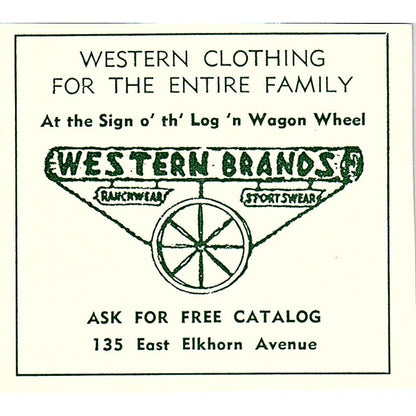 WESTERN CLOTHING
FOR THE ENTIRE FAMILY
At the Sign o' th' Log 'n Wagon Wheel
WESTERN BRANDS
RANCHWEAR
SPORTSWEAR
ASK FOR FREE CATALOG
135 East Elkhorn Avenue